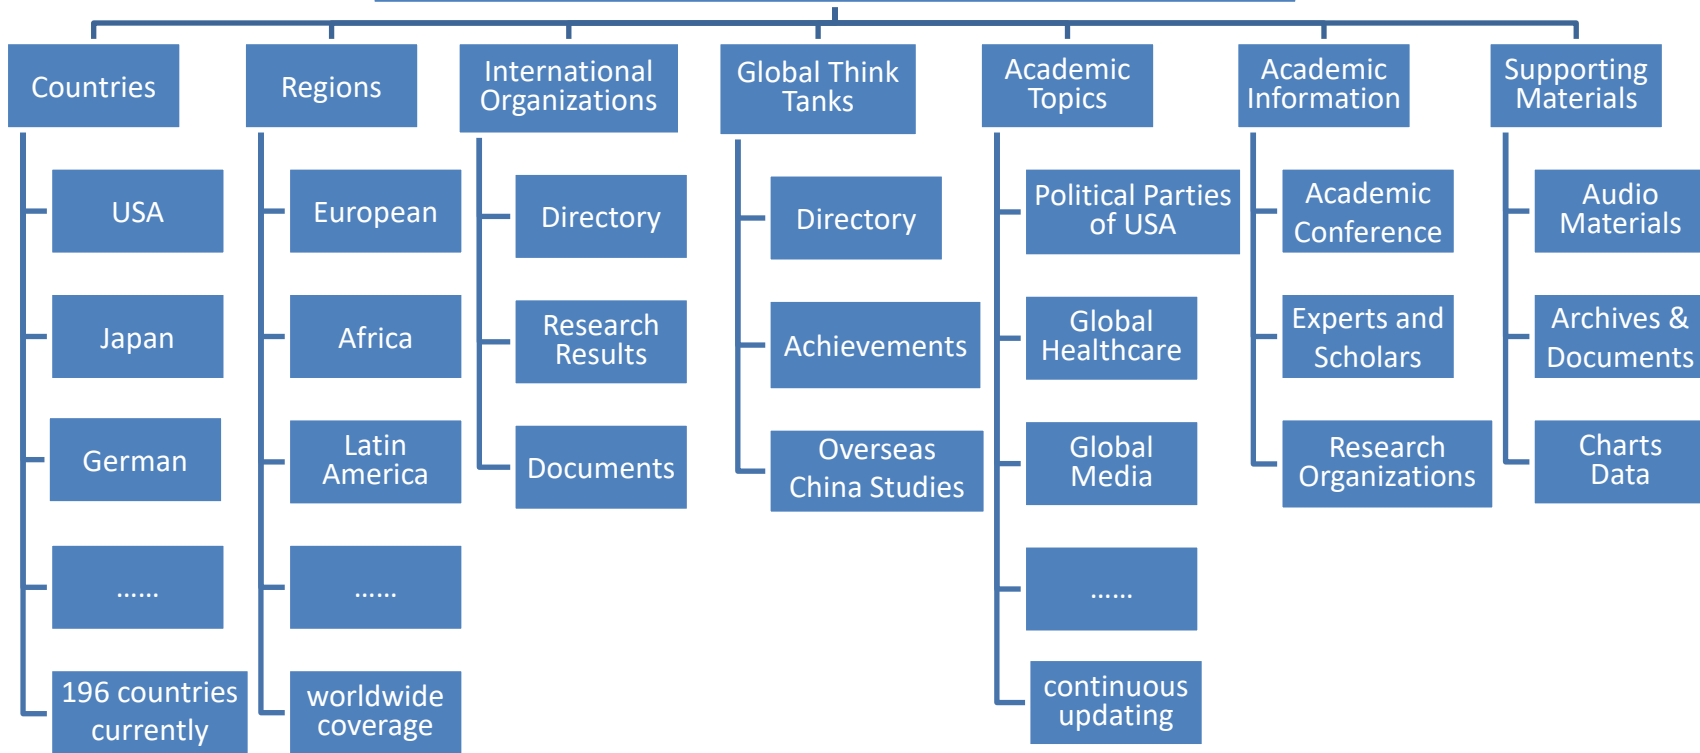 Countries
Regions
International
Organizations
Global Think
Tanks
Academic
Topics
Academic
Information
Supporting
Materials
USA
Japan
German
......
196 countries
currently
European
Africa
Latin
America
......
worldwide
coverage
Directory
Research
Results
Documents
Directory
Achievements
Overseas
China Studies
Political Parties
of USA
Global
Healthcare
Global
Media
......
continuous
updating
Academic
Conference
Experts and
Scholars
Research
Organizations
Audio
Materials
Archives &
Documents
Charts
Data